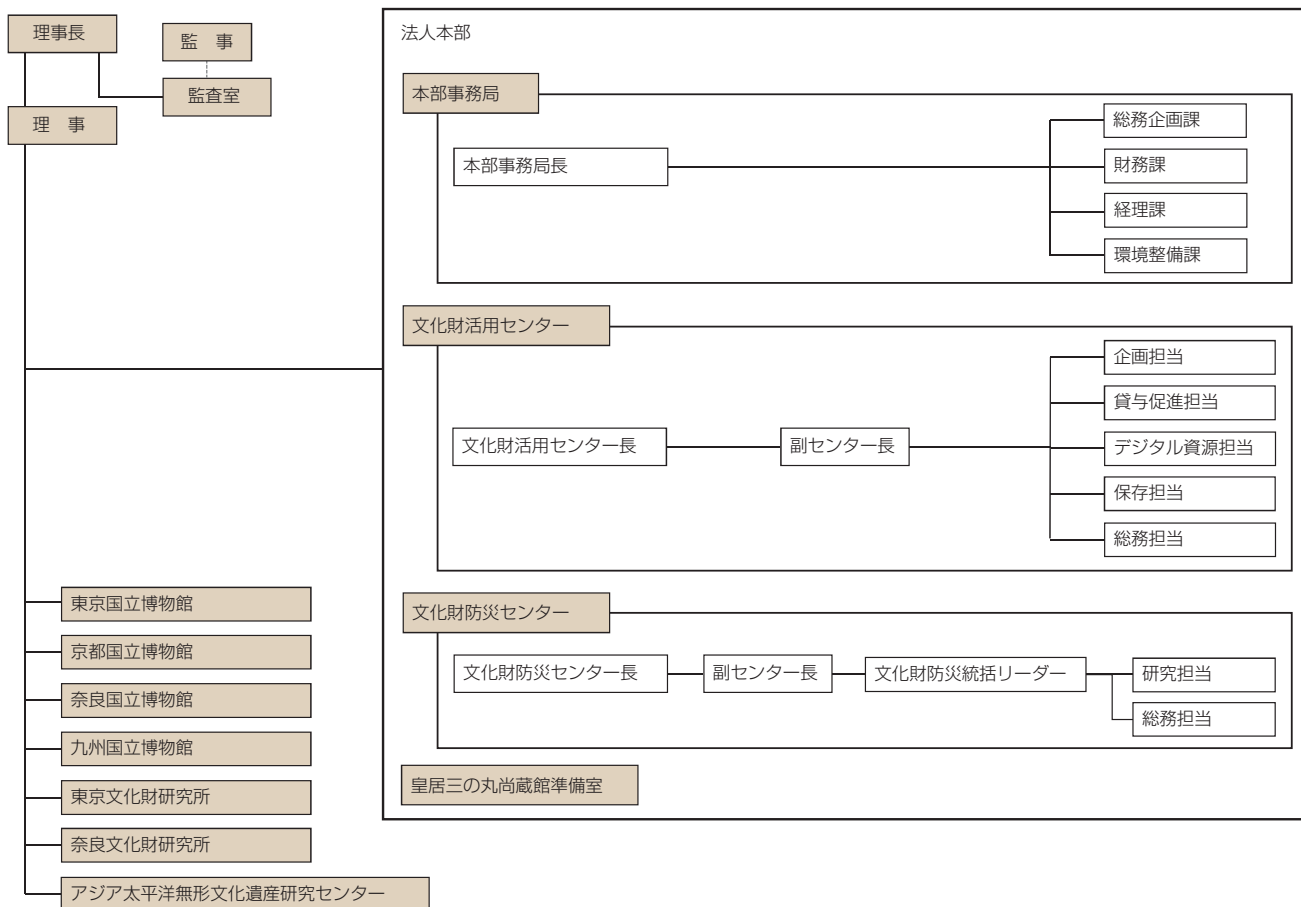 理事長
監　事
監査室
理　事
法人本部
本部事務局
本部事務局長
総務企画課
財務課
経理課
環境整備課
文化財活用センター
文化財活用センター長
副センター長
企画担当
貸与促進担当
デジタル資源担当
保存担当
総務担当
文化財防災センター
文化財防災センター長
副センター長
文化財防災統括リーダー
研究担当
総務担当
皇居三の丸尚蔵館準備室
東京国立博物館
京都国立博物館
奈良国立博物館
九州国立博物館
東京文化財研究所
奈良文化財研究所
アジア太平洋無形文化遺産研究センター